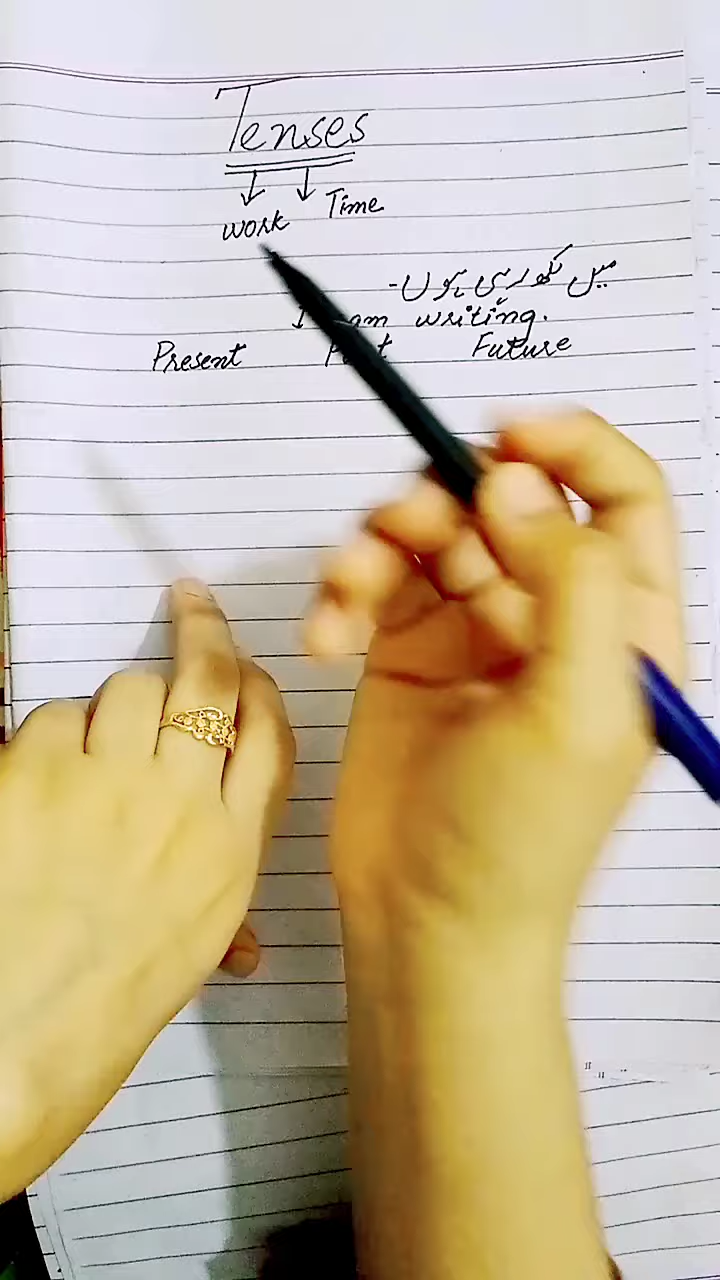 Tenses
work Time
میں لکھ رہی ہوں۔
I am writing.
Present Future